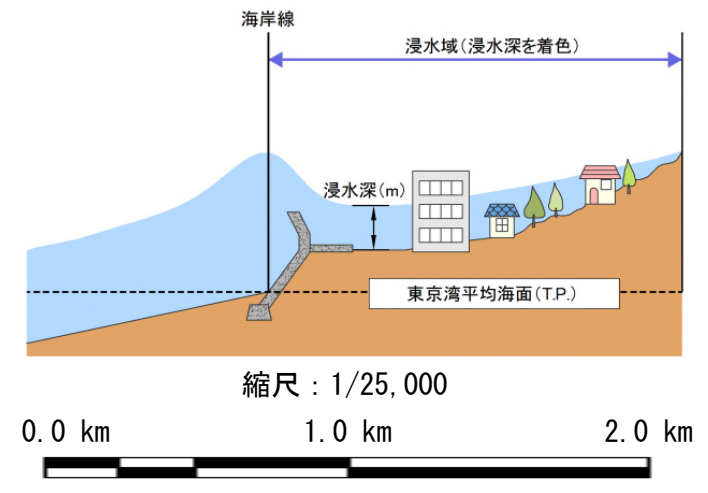 海岸線
浸水域(浸水深を着色)
浸水深(m)
東京湾平均海面(T.P.)
縮尺：1/25,000
0.0 km 1.0 km 2.0 km